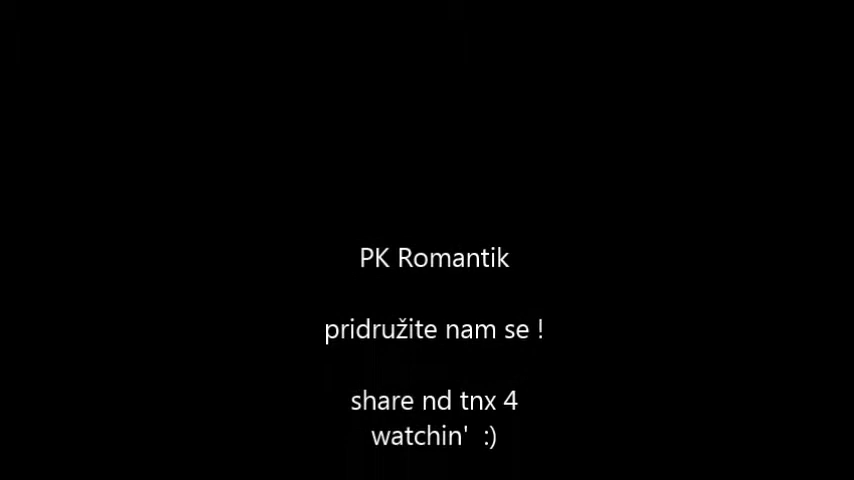 PK Romantik
pridružite nam se !
share nd tnx 4
watchin'  :)